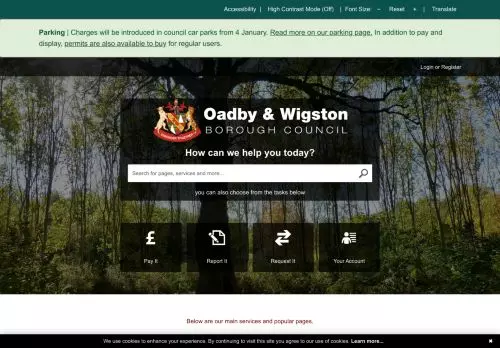 Accessibility | High Contrast Mode (Off) | Font Size: − Reset + | Translate
Parking | Charges will be introduced in council car parks from 4 January. Read more on our parking page. In addition to pay and
display, permits are also available to buy for regular users.
Login or Register
Oadby & Wigston
BOROUGH COUNCIL
How can we help you today?
Search for pages, services and more...
you can also choose from the tasks below
Pay It
Report It
Request It
Your Account
Below are our main services and popular pages.
We use cookies to enhance your experience. By continuing to visit this site you agree to our use of cookies. Learn more... ✖